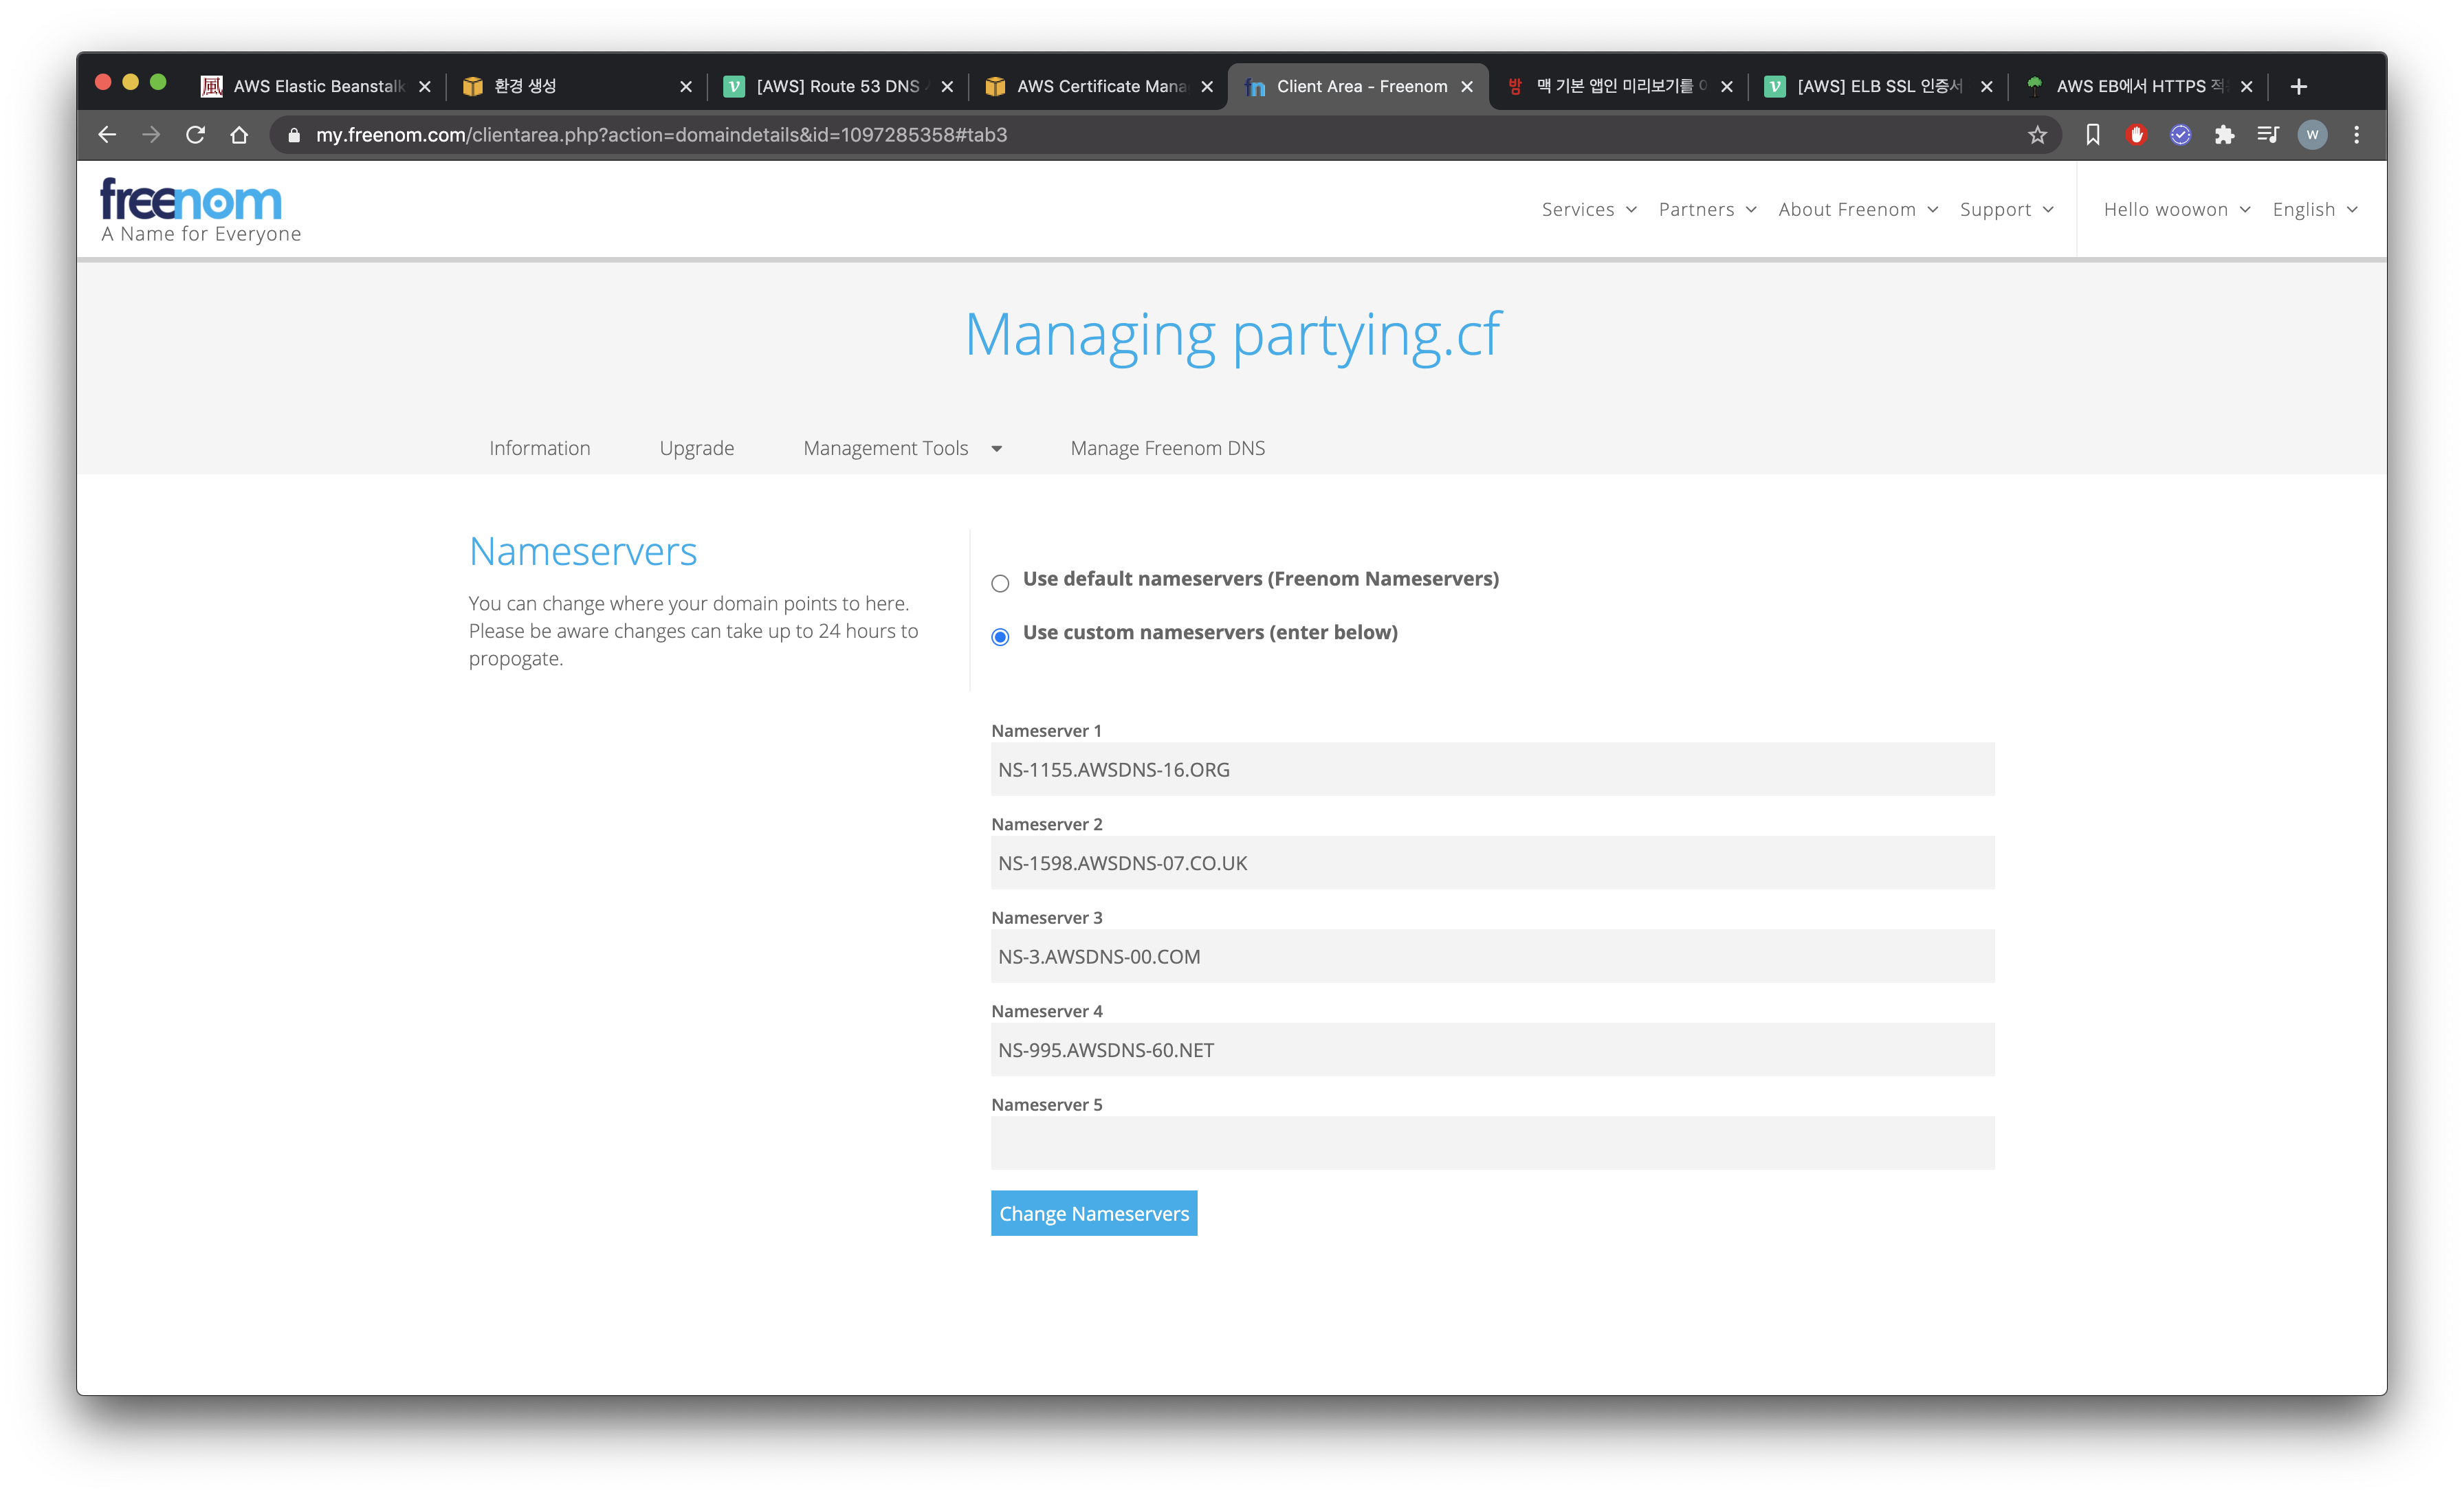 AWS Elastic Beanstalk
환경 생성
[AWS] Route 53 DNS
AWS Certificate Mana
Client Area - Freenom
맥 기본 앱인 미리보기를
[AWS] ELB SSL 인증서
AWS EB에서 HTTPS 적
my.freenom.com/clientarea.php?action=domaindetails&id=1097285358#tab3
W
freenom
A Name for Everyone
Services
Partners
About Freenom
Support
Hello woowon
English
Managing partying.cf
Information
Upgrade
Management Tools
Manage Freenom DNS
Nameservers
You can change where your domain points to here.
Please be aware changes can take up to 24 hours to
propogate.
Use default nameservers (Freenom Nameservers)
Use custom nameservers (enter below)
Nameserver 1
NS-1155.AWSDNS-16.ORG
Nameserver 2
NS-1598.AWSDNS-07.CO.UK
Nameserver 3
NS-3.AWSDNS-00.COM
Nameserver 4
NS-995.AWSDNS-60.NET
Nameserver 5
Change Nameservers